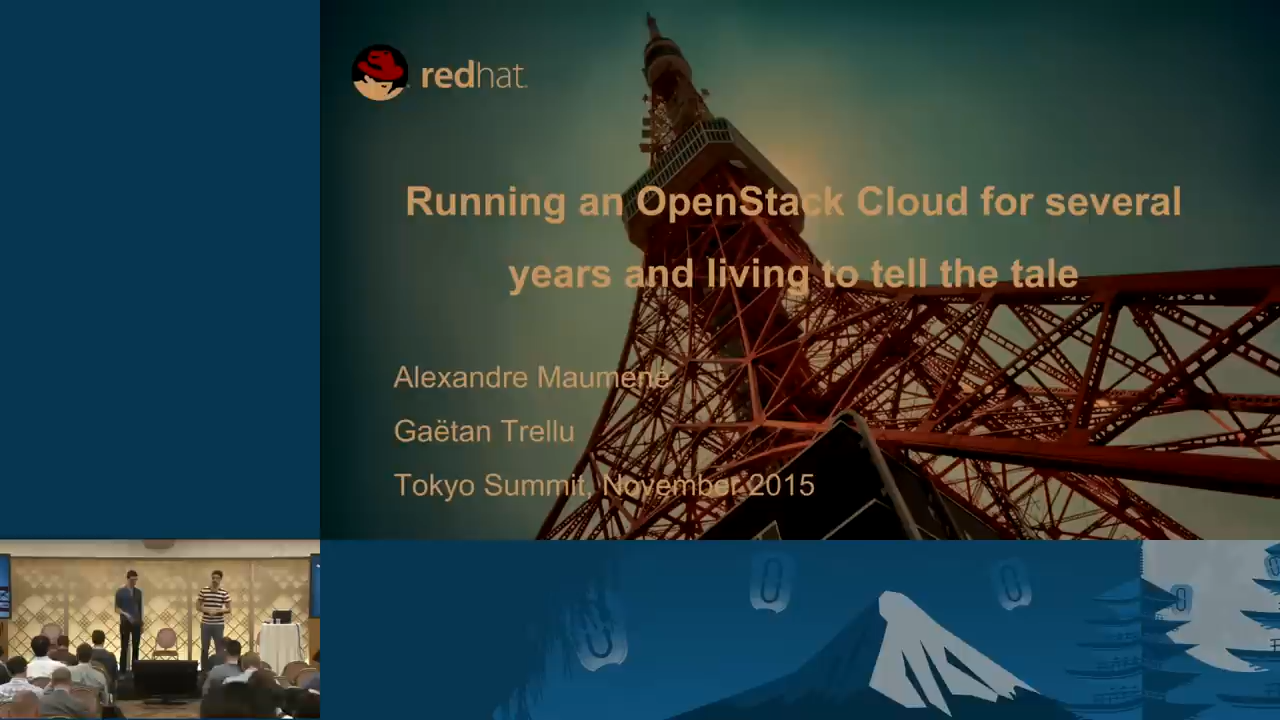 redhat.
Running an OpenStack Cloud for several
years and living to tell the tale
Alexandre Maumené
Gaëtan Trellu
Tokyo Summit, November 2015